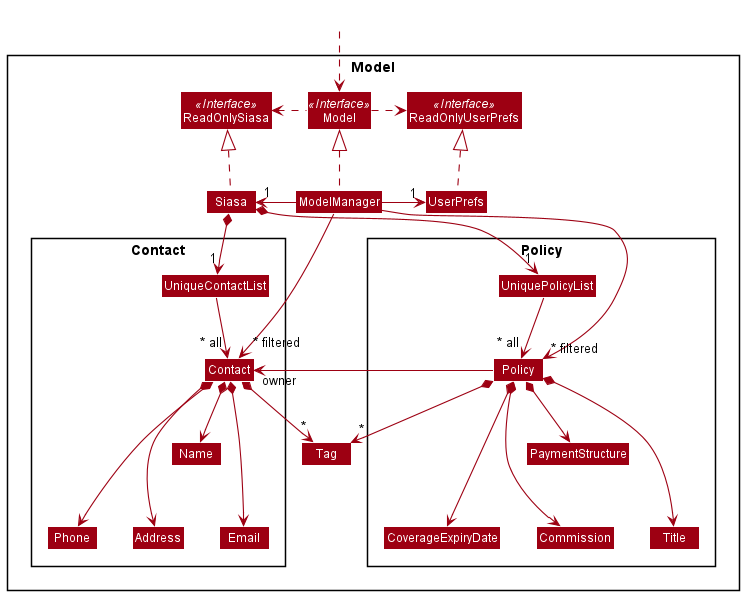 Model
«Interface»
ReadOnlySiasa
«Interface»
Model
«Interface»
ReadOnlyUserPrefs
Siasa
1
ModelManager
1
UserPrefs
Contact
Policy
1
UniqueContactList
1
UniquePolicyList
* all
* filtered
* all
* filtered
Contact
owner
Policy
*
*
Name
Tag
PaymentStructure
Phone
Address
Email
CoverageExpiryDate
Commission
Title